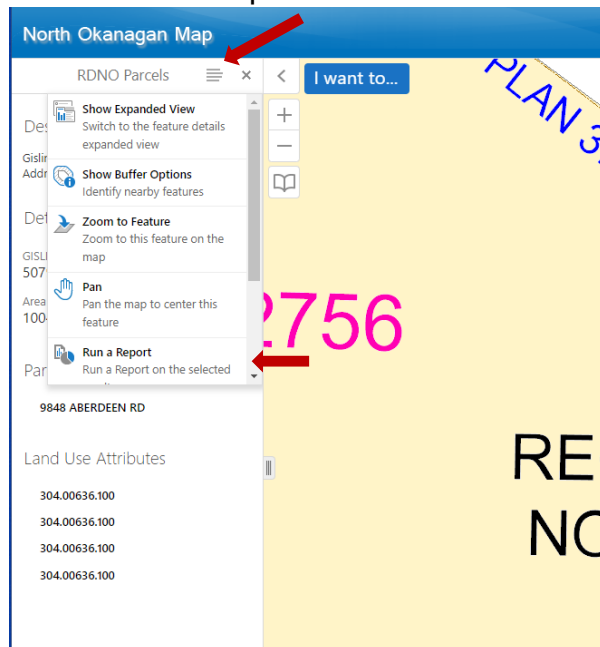 North Okanagan Map
RDNO Parcels
I want to...
PLAN
Show Expanded View
Switch to the feature details
expanded view
Show Buffer Options
Identify nearby features
Zoom to Feature
Zoom to this feature on the
map
Pan
Pan the map to center this
feature
2756
Run a Report
Run a Report on the selected
9848 ABERDEEN RD
Land Use Attributes
304.00636.100
304.00636.100
304.00636.100
304.00636.100
RE
NO